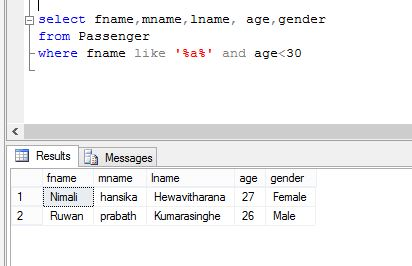 select fname,mname,lname, age,gender
from Passenger
where fname like '%a%' and age<30
Results Messages
fname mname lname age gender
1 Nimali hansika Hewavitharana 27 Female
2 Ruwan prabath Kumarasinghe 26 Male